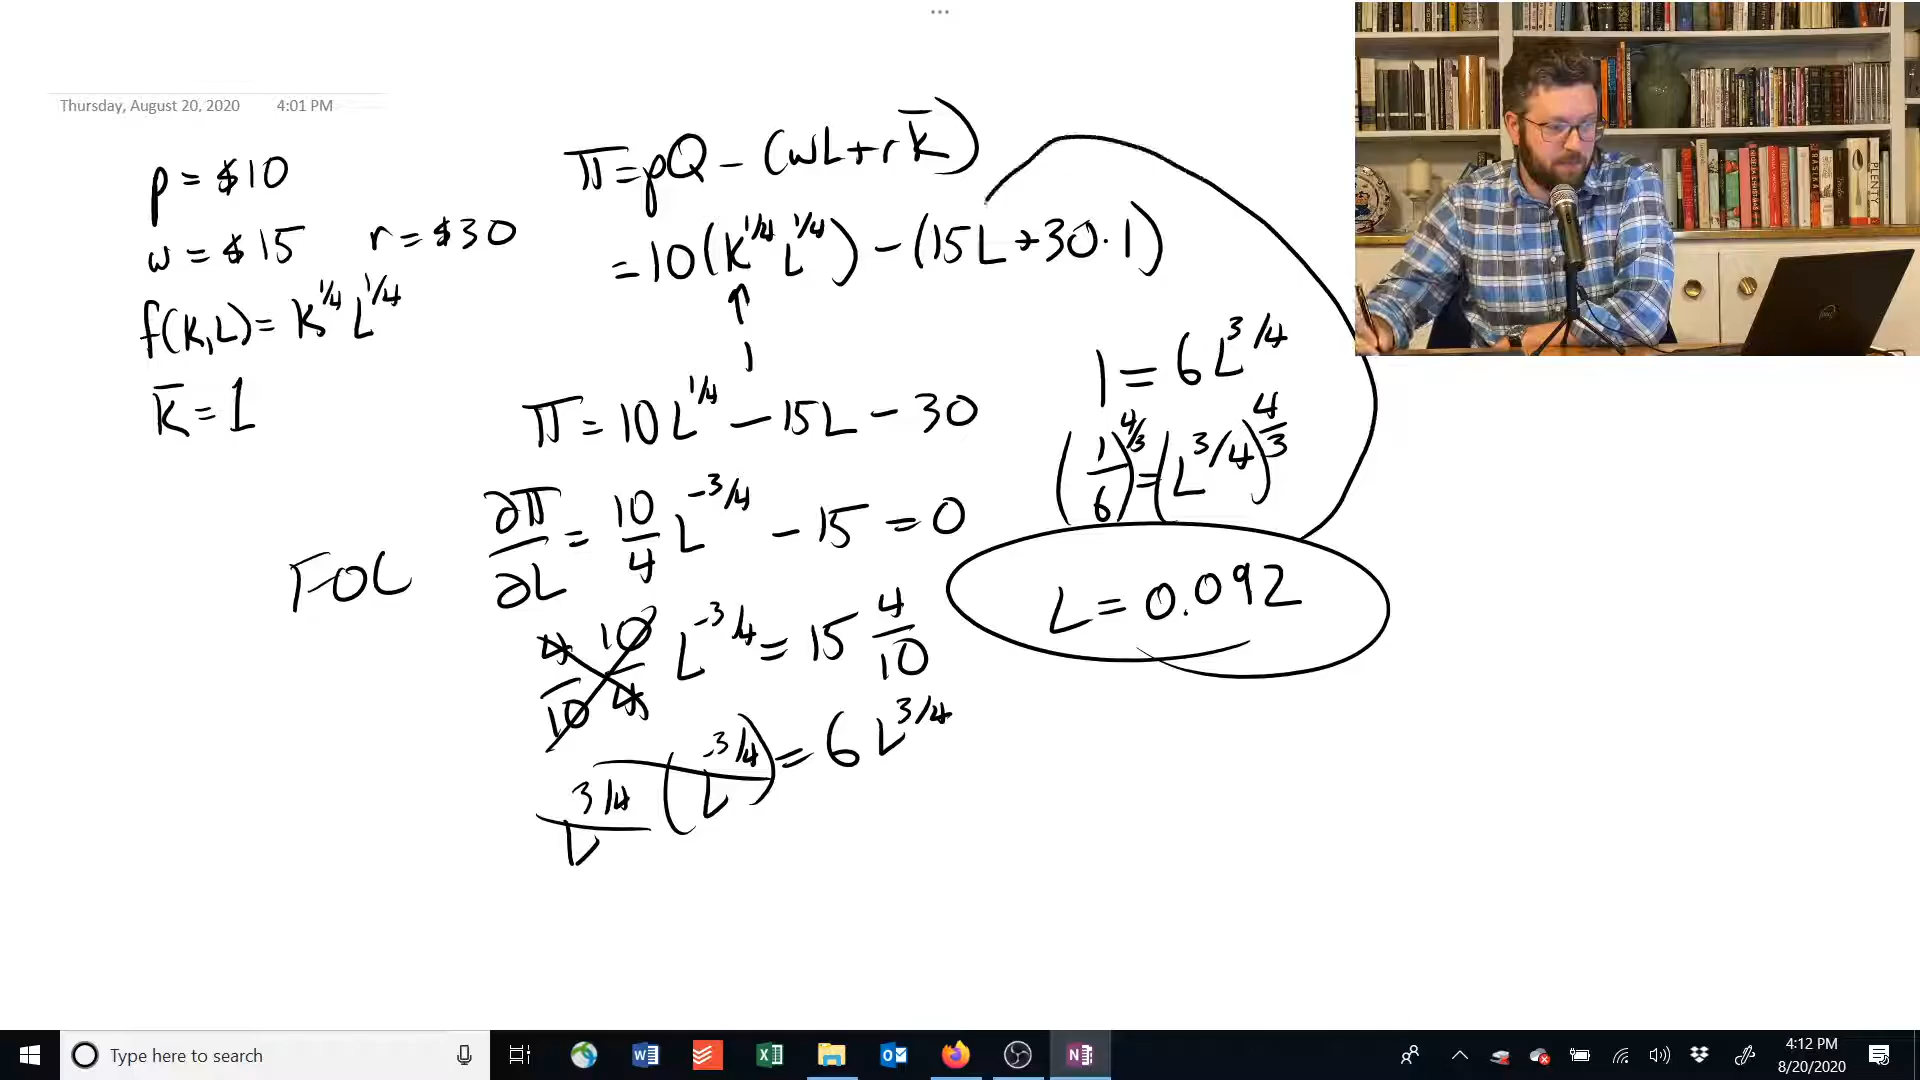 Thursday, August 20, 2020 4:01 PM
p = $10
w = $15 r = $30
f(K,L) = K^1/4 L^1/4
K̅ = 1
π = pQ - (wL + rK̅)
= 10(K^1/4 L^1/4) - (15L + 30·1)
↑
1
π = 10L^1/4 - 15L - 30
FOC
∂π/∂L = 10/4 L^-3/4 - 15 = 0
4/10 10/4 L^-3/4 = 15 4/10
L^3/4 (L^-3/4) = 6 L^3/4
1 = 6L^3/4
(1/6)^4/3 = (L^3/4)^4/3
L = 0.092
Type here to search
4:12 PM
8/20/2020